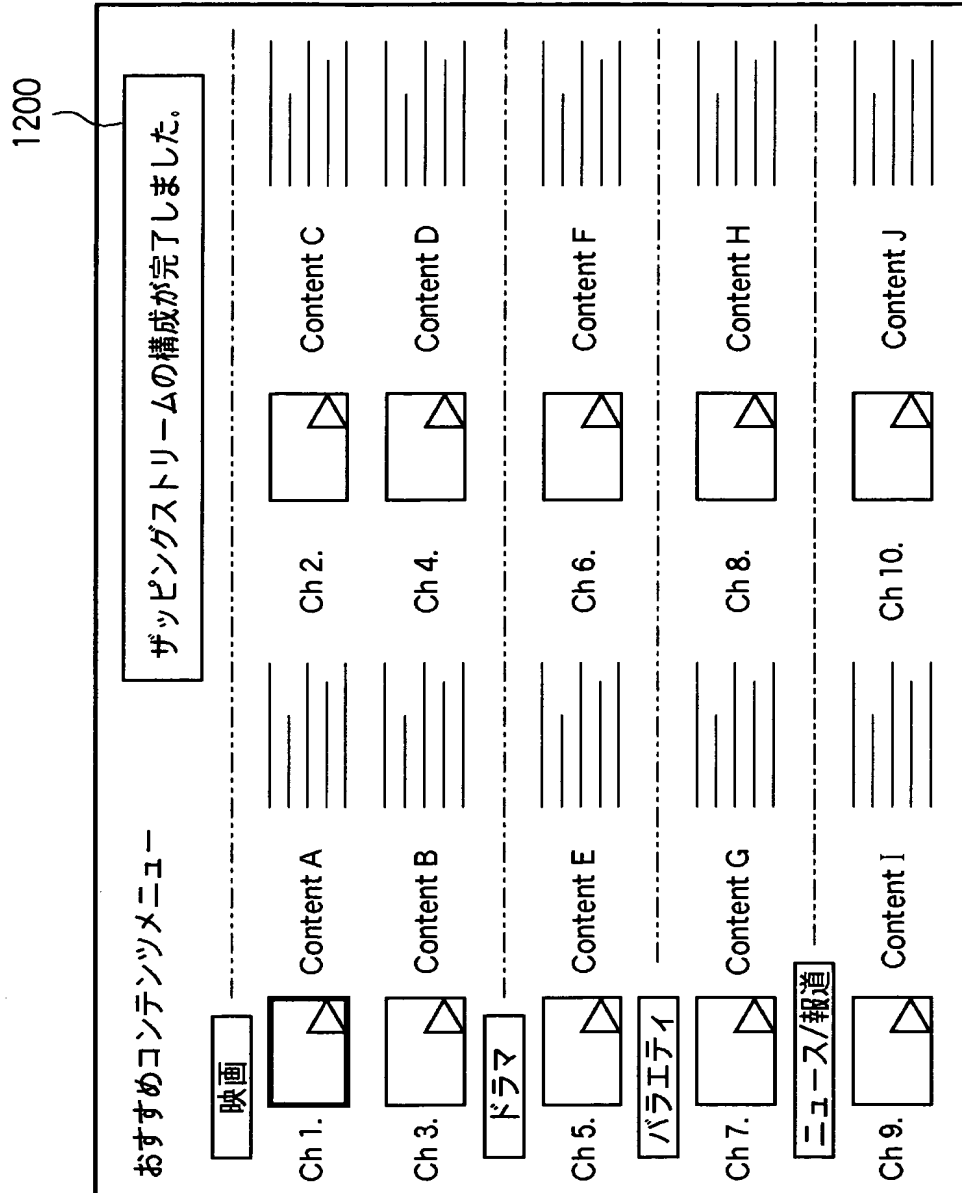 1200
おすすめコンテンツメニュー
ザッピングストリームの構成が完了しました。
映画
Ch 1. Content A Ch 2. Content C
Ch 3. Content B Ch 4. Content D
ドラマ
Ch 5. Content E Ch 6. Content F
バラエティ
Ch 7. Content G Ch 8. Content H
ニュース/報道
Ch 9. Content I Ch 10. Content J